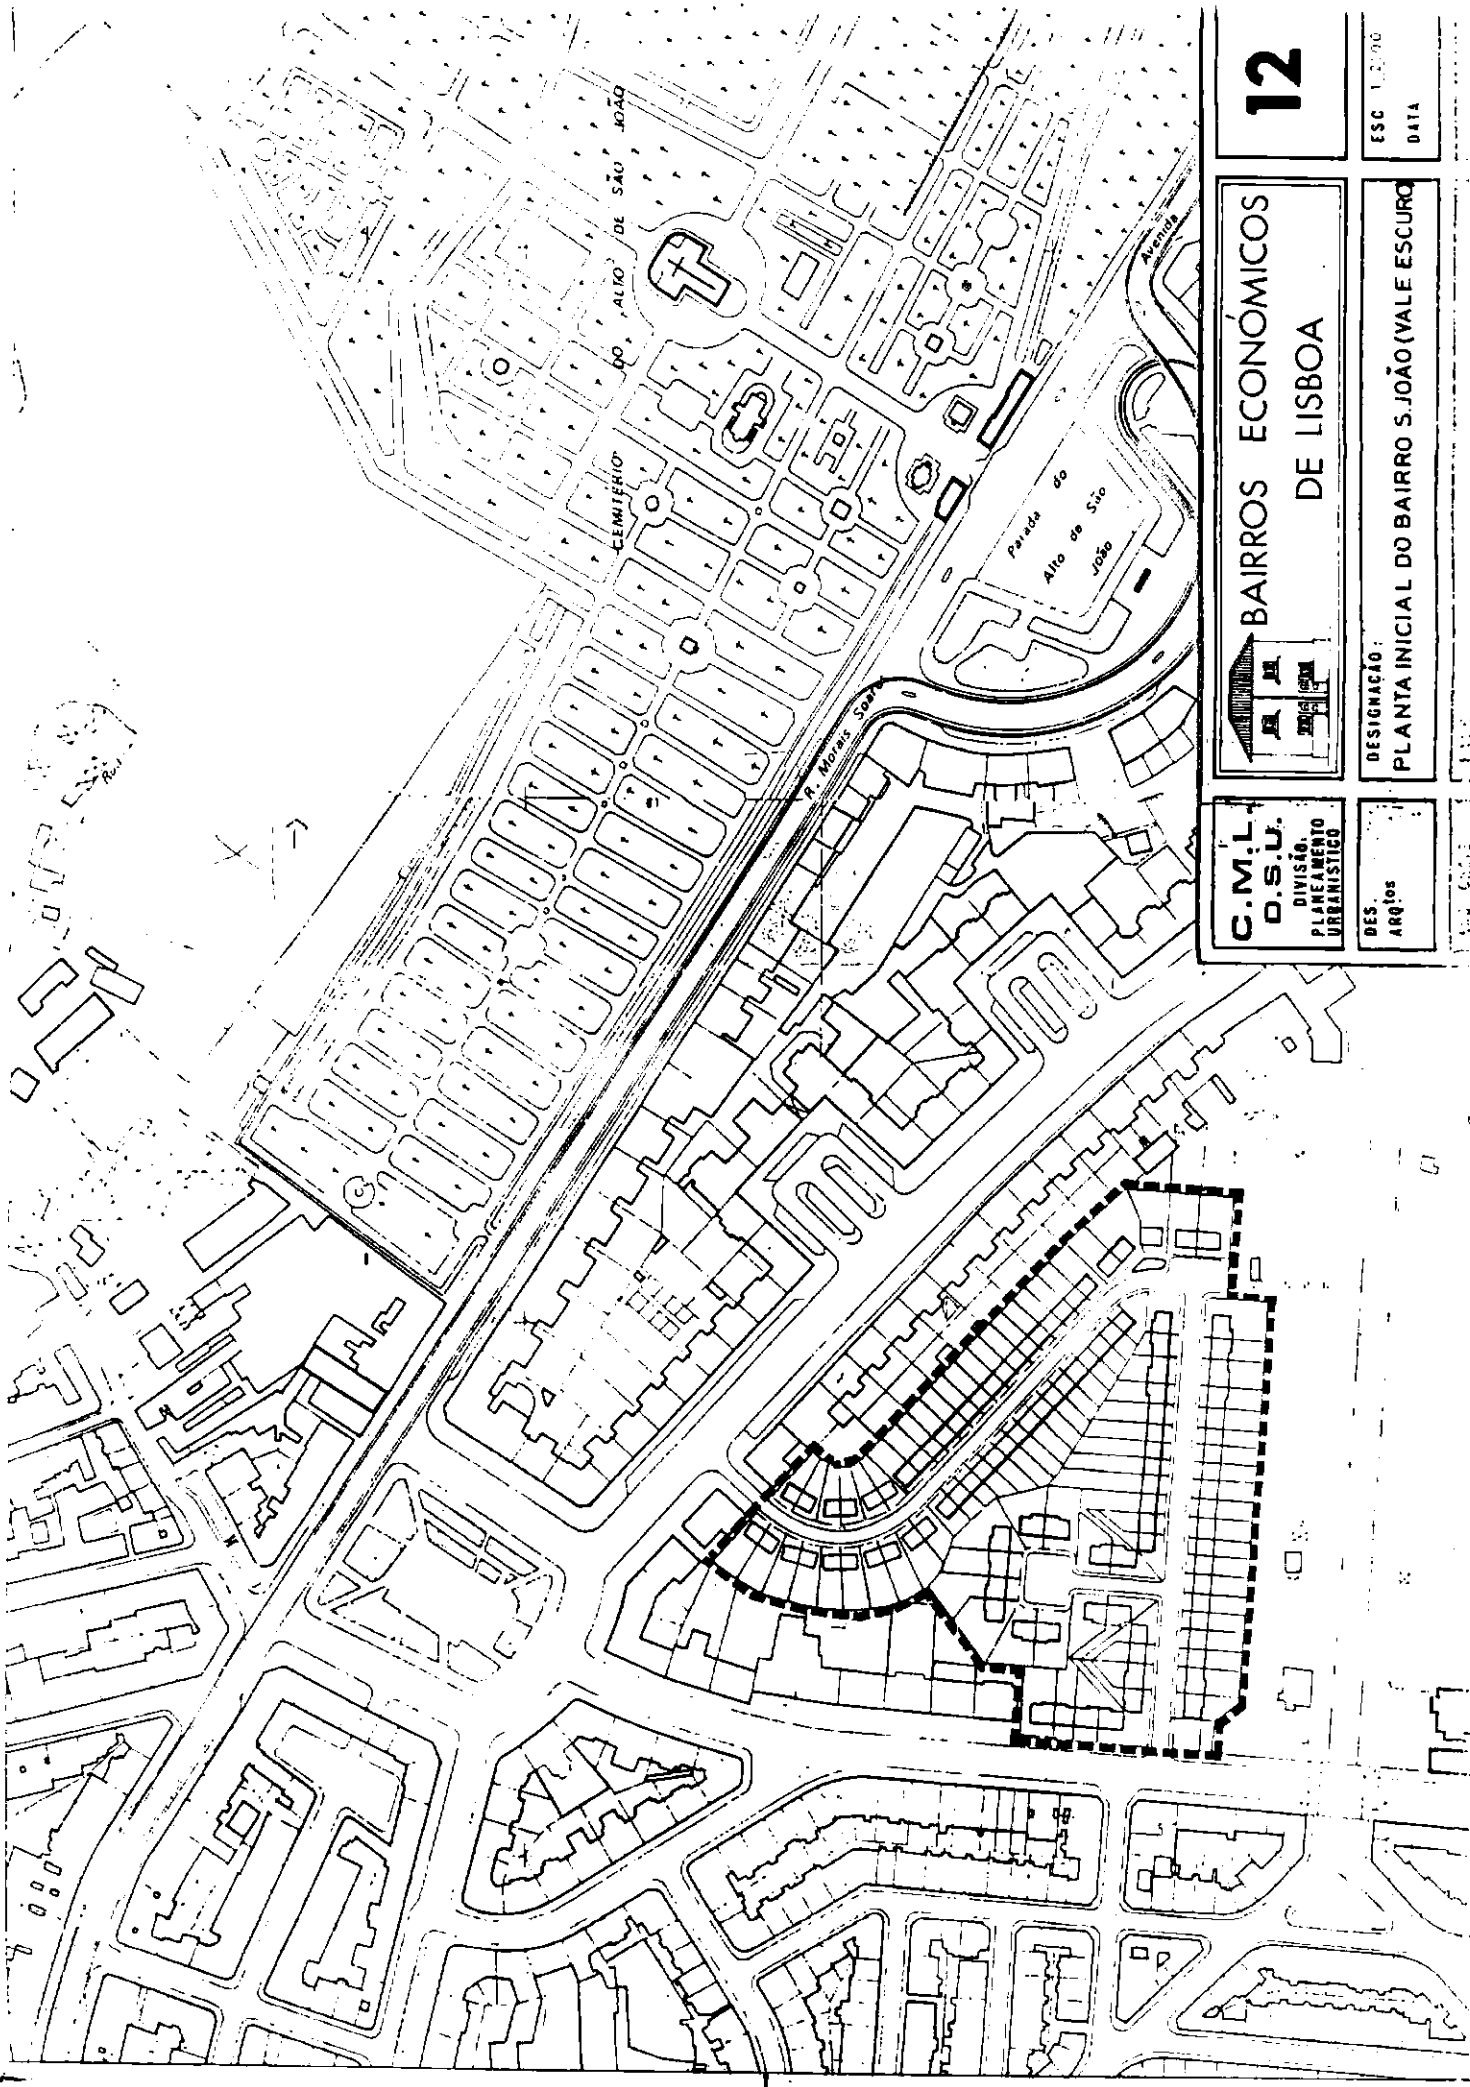 CEMITÉRIO DO ALTO DE SÃO JOÃO
R. Morais Soares
Parada do
Alto de São
João
Avenida
C.M.L.
D.S.U.
DIVISÃO:
PLANEAMENTO
URBANÍSTICO
BAIRROS ECONÓMICOS
DE LISBOA
12
DES.
ARQtos
DESIGNAÇÃO:
PLANTA INICIAL DO BAIRRO S.JOÃO (VALE ESCURO)
ESC
DATA